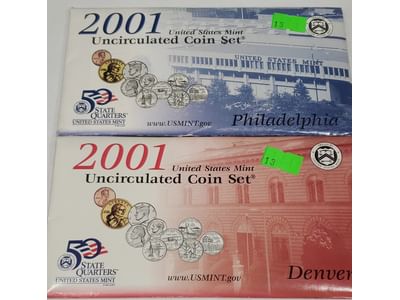 2001
United States Mint
Uncirculated Coin Set®
UNITED STATES MINT
13
50
STATE
QUARTERS®
UNITED STATES MINT
www.USMINT.gov
Philadelphia
2001
United States Mint
Uncirculated Coin Set®
13
50
STATE
QUARTERS®
UNITED STATES MINT
www.USMINT.gov
Denver